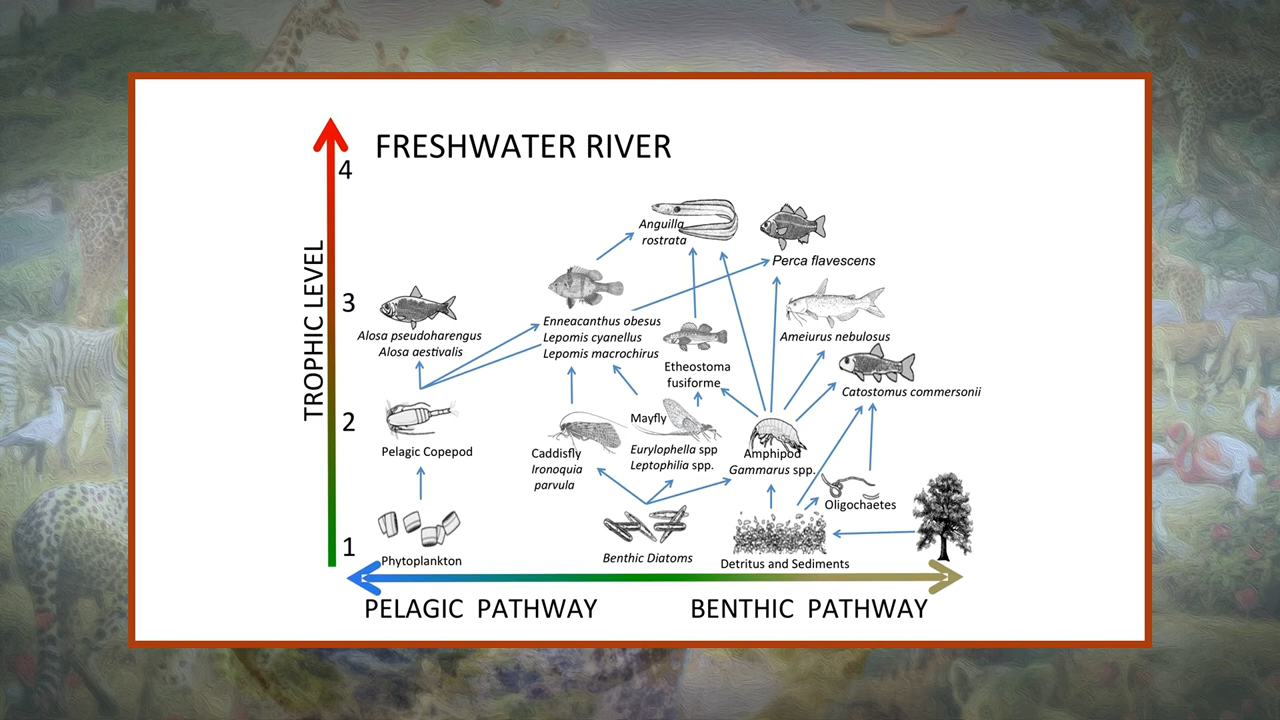 FRESHWATER RIVER
4
Anguilla
rostrata
Perca flavescens
TROPHIC LEVEL
3
Enneacanthus obesus
Lepomis cyanellus
Lepomis macrochirus
Alosa pseudoharengus
Alosa aestivalis
Ameiurus nebulosus
Etheostoma
fusiforme
Catostomus commersonii
2
Mayfly
Pelagic Copepod
Caddisfly
Ironoquia
parvula
Eurylophella spp
Leptophilia spp.
Amphipod
Gammarus spp.
Oligochaetes
1
Phytoplankton
Benthic Diatoms
Detritus and Sediments
PELAGIC PATHWAY
BENTHIC PATHWAY